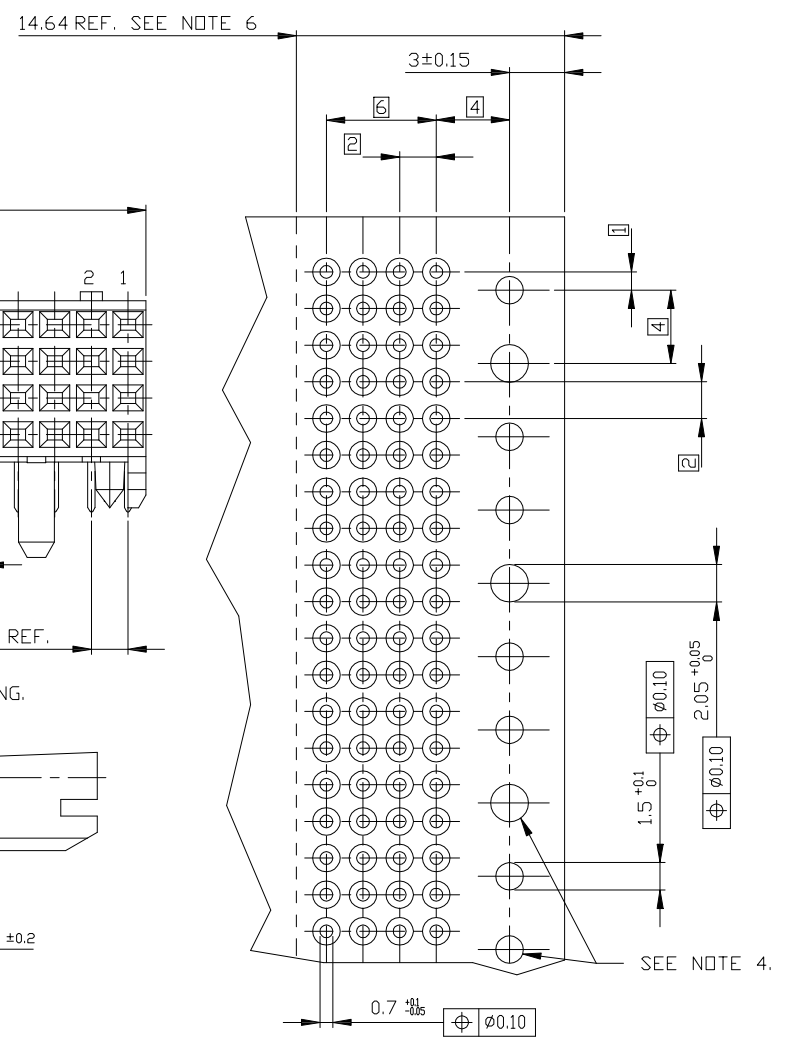 14.64 REF. SEE NOTE 6
3±0.15
6
4
2
1
4
2
2 1
REF.
NG.
±0.2
2.05 +0.05 0
⌖ ø0.10
1.5 +0.1 0
⌖ ø0.10
SEE NOTE 4.
0.7 +0.1 -0.05
⌖ ø0.10